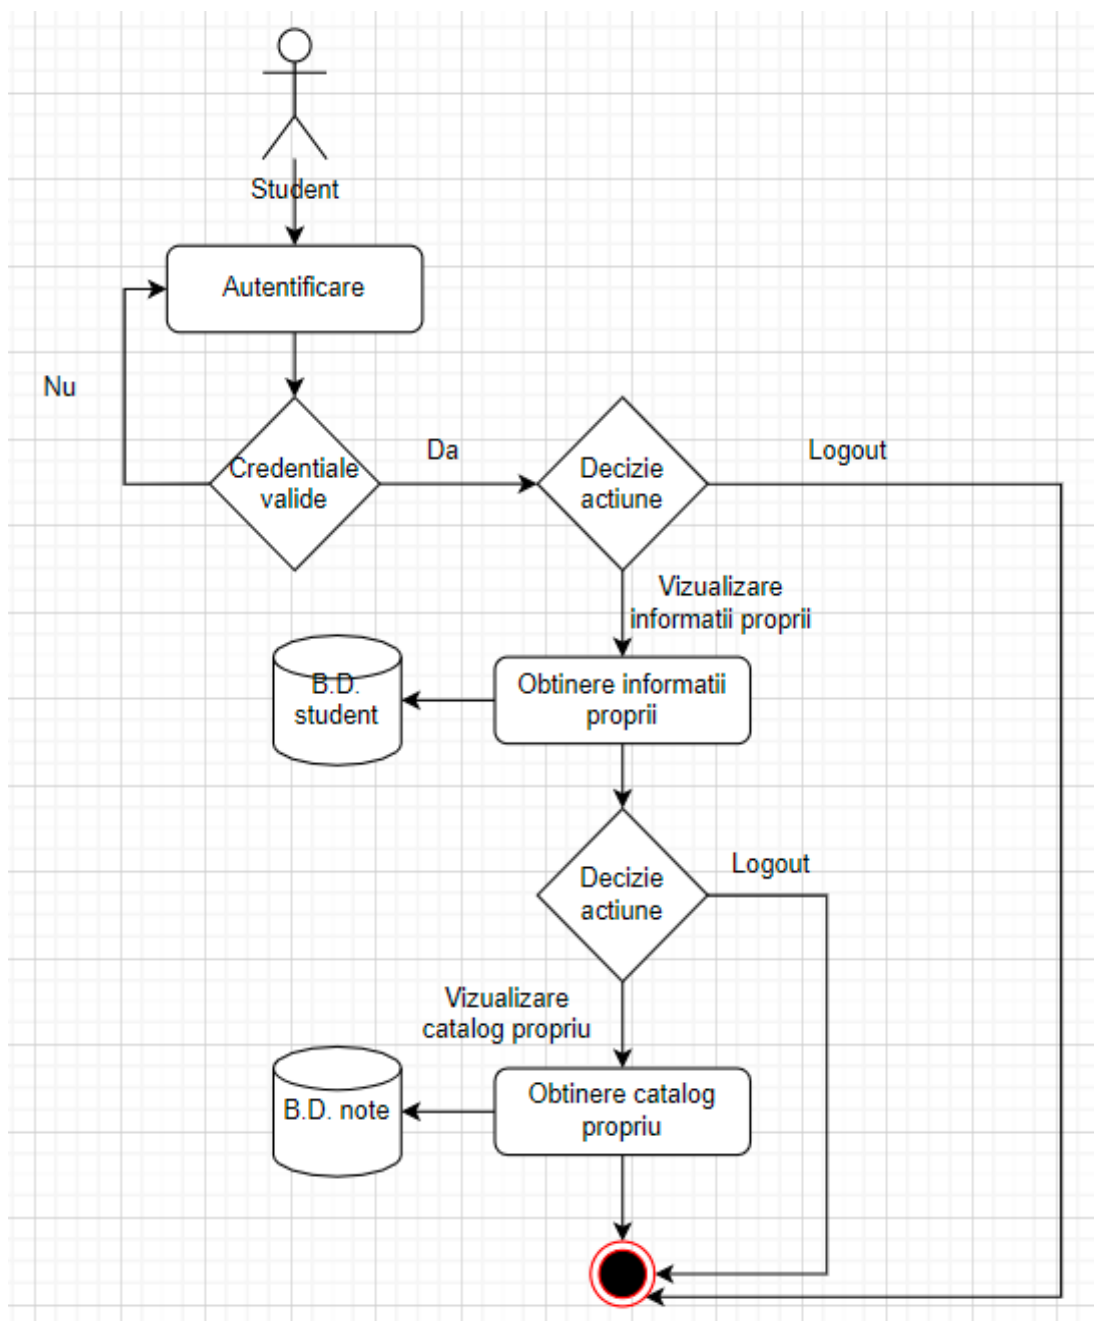 Student
Autentificare
Nu
Credentiale
valide
Da
Decizie
actiune
Logout
Vizualizare
informatii proprii
B.D.
student
Obtinere informatii
proprii
Decizie
actiune
Logout
Vizualizare
catalog propriu
B.D. note
Obtinere catalog
propriu